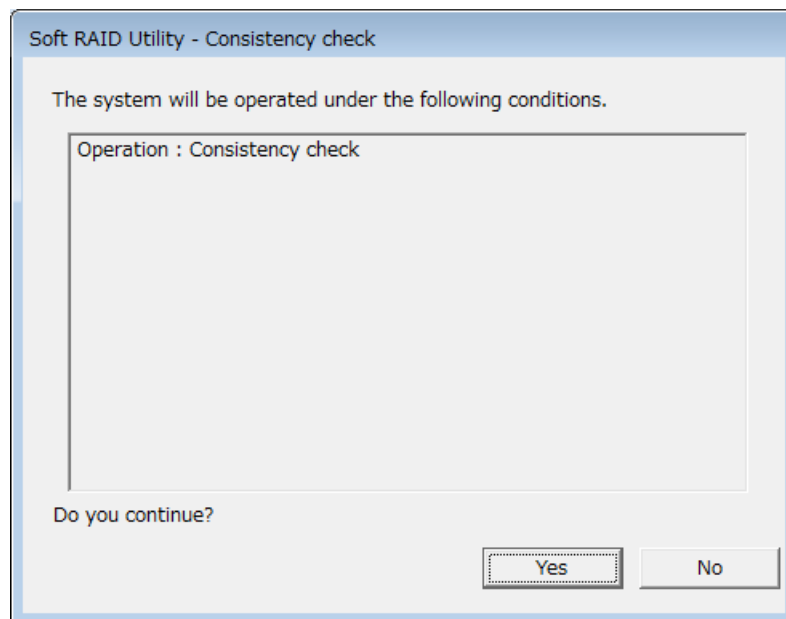 Soft RAID Utility - Consistency check
The system will be operated under the following conditions.
Operation : Consistency check
Do you continue?
Yes No